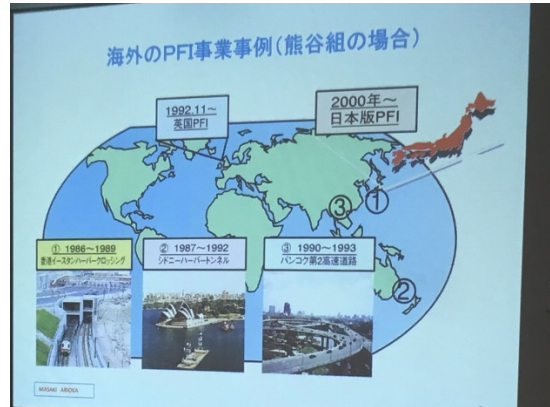 海外のPFI事業事例(熊谷組の場合)
1992.11~
英国PFI
2000年~
日本版PFI
③
①
②
① 1986~1989
香港イースタンハーバークロッシング
② 1987~1992
シドニーハーバートンネル
③ 1990~1993
バンコク第2高速道路